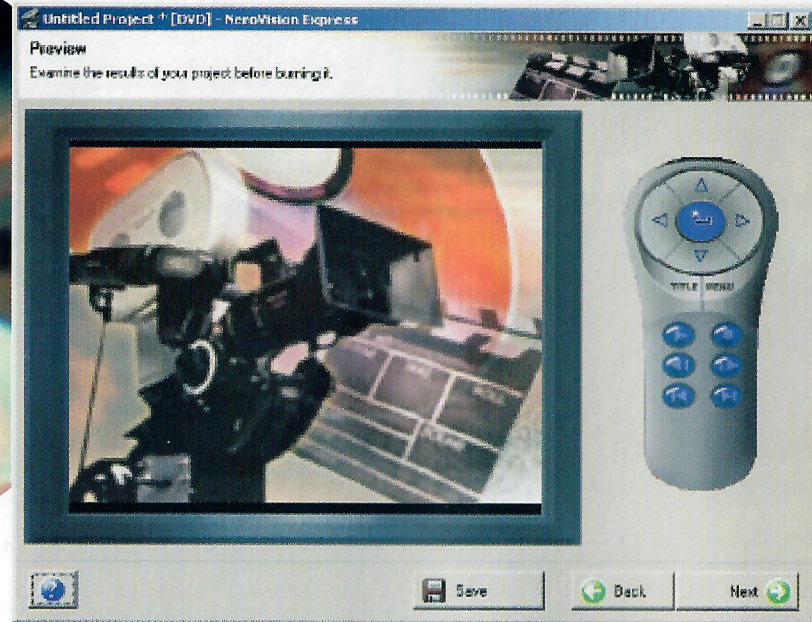 Untitled Project * [DVD] - NeroVision Express
Preview
Examine the results of your project before burning it.
TITLE MENU
Save
Back
Next